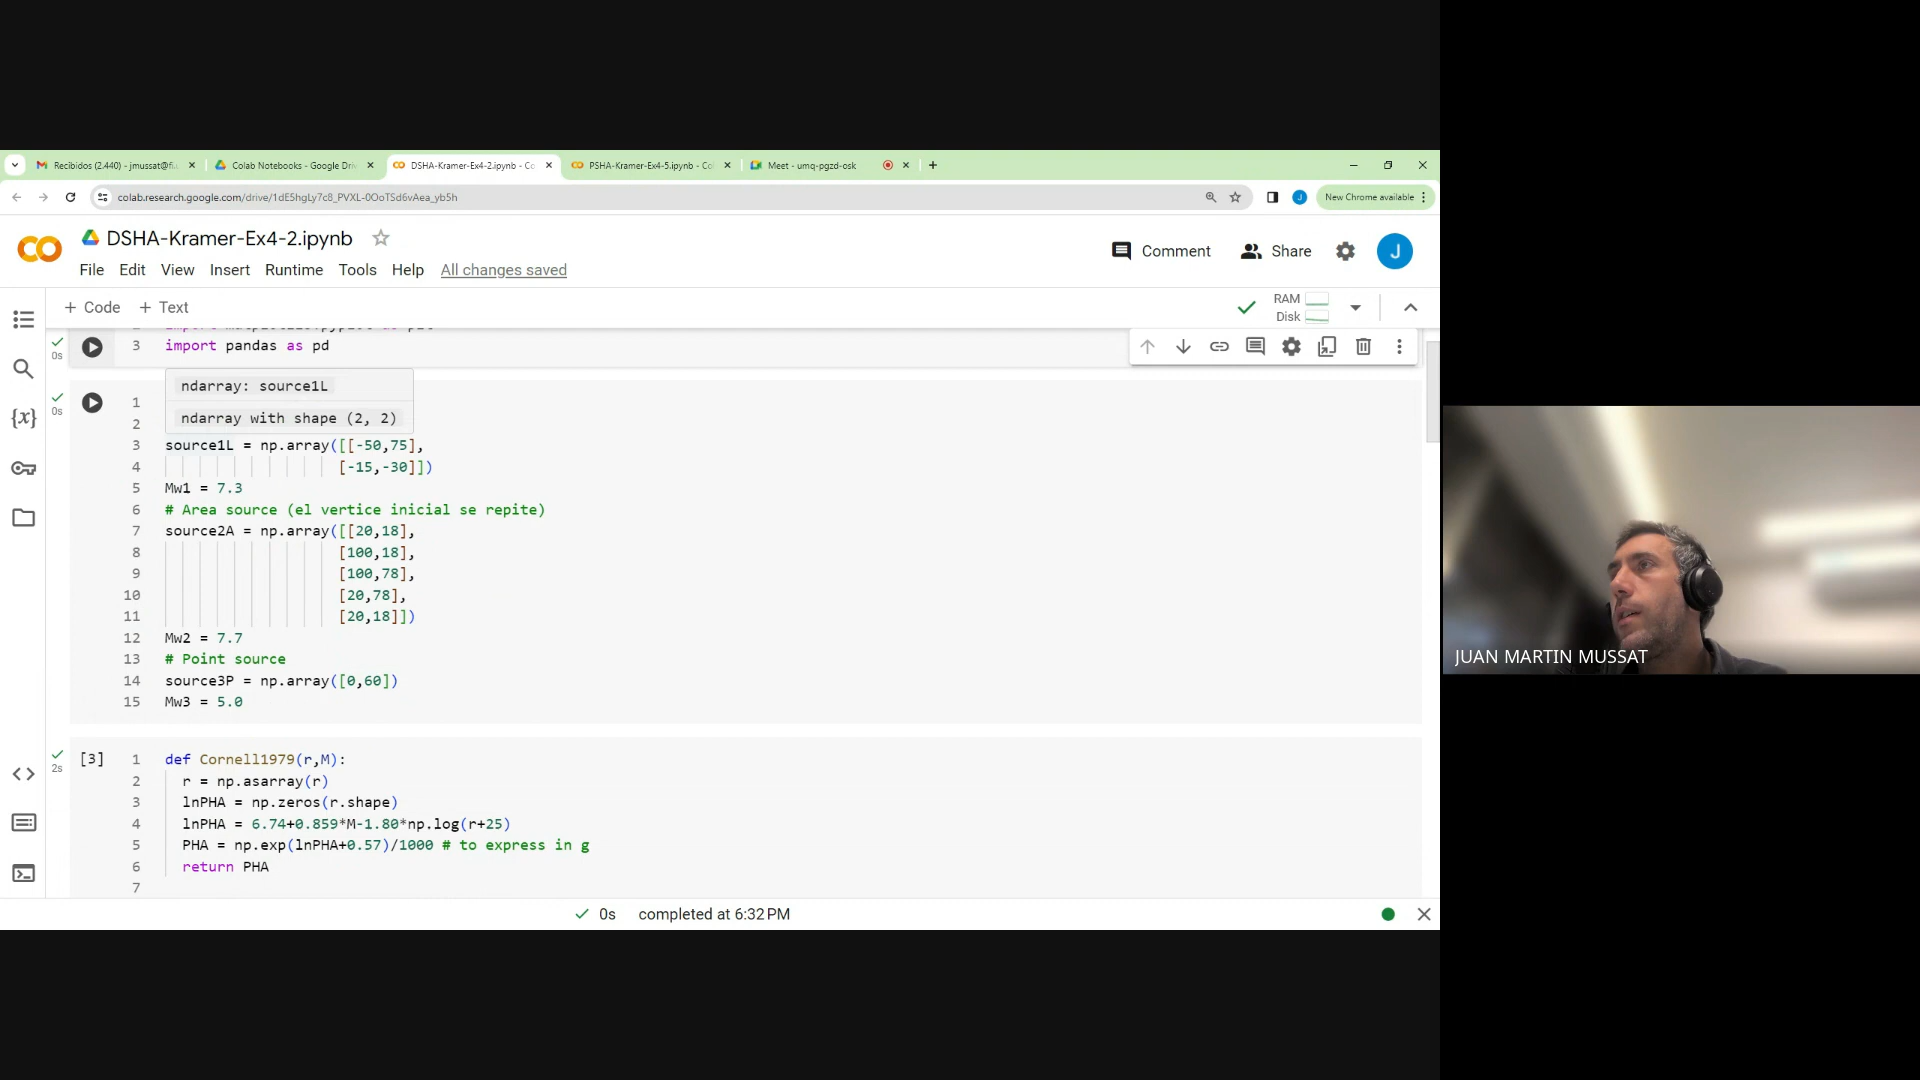 Recibidos (2.440) - jmussat@fi.u
Colab Notebooks - Google Driv
DSHA-Kramer-Ex4-2.ipynb - Co
PSHA-Kramer-Ex4-5.ipynb - Col
Meet - umq-pgzd-osk
colab.research.google.com/drive/1dE5hgLy7c8_PVXL-0OoTSd6vAea_yb5h
New Chrome available
DSHA-Kramer-Ex4-2.ipynb
Comment
Share
J
File Edit View Insert Runtime Tools Help All changes saved
+ Code + Text
RAM
Disk
0s
3 import pandas as pd
ndarray: source1L
ndarray with shape (2, 2)
0s
1
2
3 source1L = np.array([[-50,75],
4 [-15,-30]])
5 Mw1 = 7.3
6 # Area source (el vertice inicial se repite)
7 source2A = np.array([[20,18],
8 [100,18],
9 [100,78],
10 [20,78],
11 [20,18]])
12 Mw2 = 7.7
13 # Point source
14 source3P = np.array([0,60])
15 Mw3 = 5.0
2s
[3] 1 def Cornell1979(r,M):
2 r = np.asarray(r)
3 lnPHA = np.zeros(r.shape)
4 lnPHA = 6.74+0.859*M-1.80*np.log(r+25)
5 PHA = np.exp(lnPHA+0.57)/1000 # to express in g
6 return PHA
7
0s completed at 6:32 PM
JUAN MARTIN MUSSAT